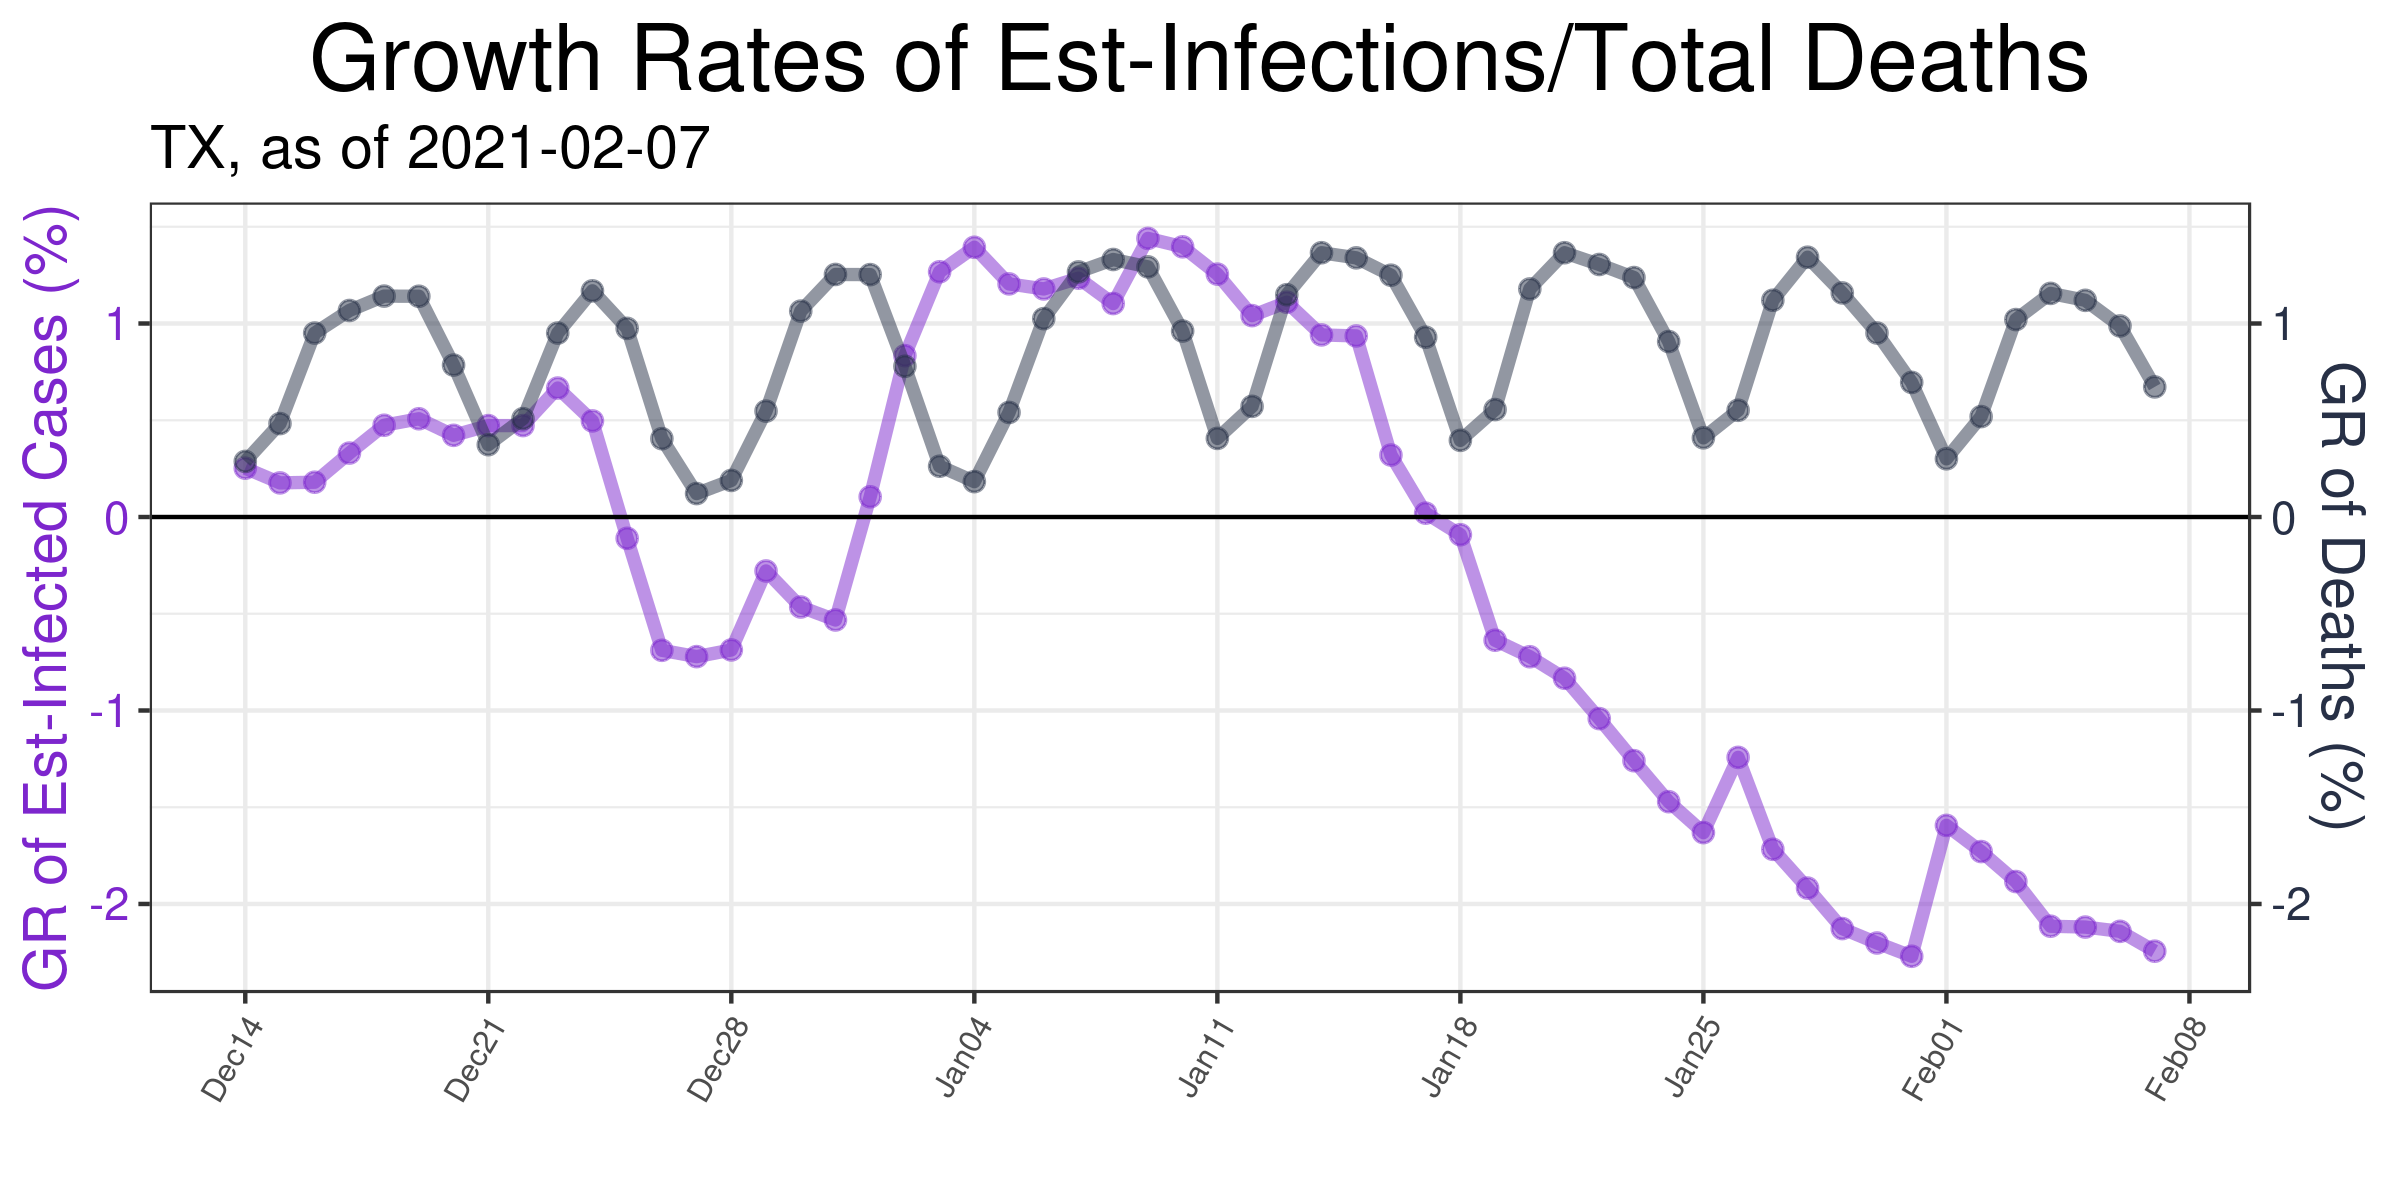 Growth Rates of Est-Infections/Total Deaths
TX, as of 2021-02-07
GR of Est-Infected Cases (%)
1
0
-1
-2
1
0
-1
-2
GR of Deaths (%)
Dec14
Dec21
Dec28
Jan04
Jan11
Jan18
Jan25
Feb01
Feb08